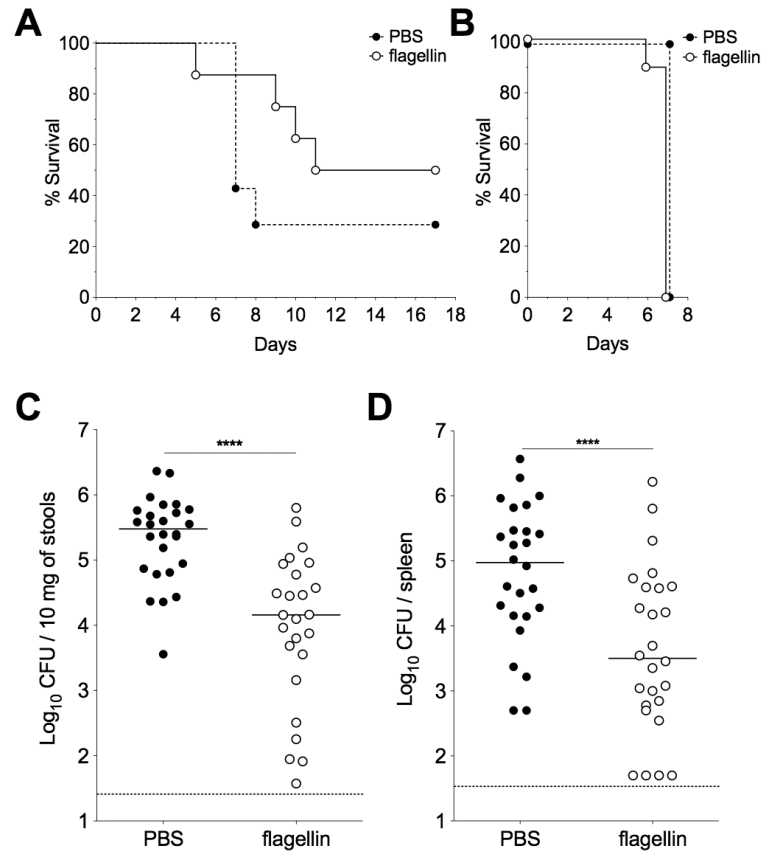 A
PBS
flagellin
100
80
60
40
20
0
% Survival
0 2 4 6 8 10 12 14 16 18
Days
B
PBS
flagellin
100
80
60
40
20
0
% Survival
0 2 4 6 8
Days
C
****
7
6
5
4
3
2
1
Log10 CFU / 10 mg of stools
PBS flagellin
D
****
7
6
5
4
3
2
1
Log10 CFU / spleen
PBS flagellin